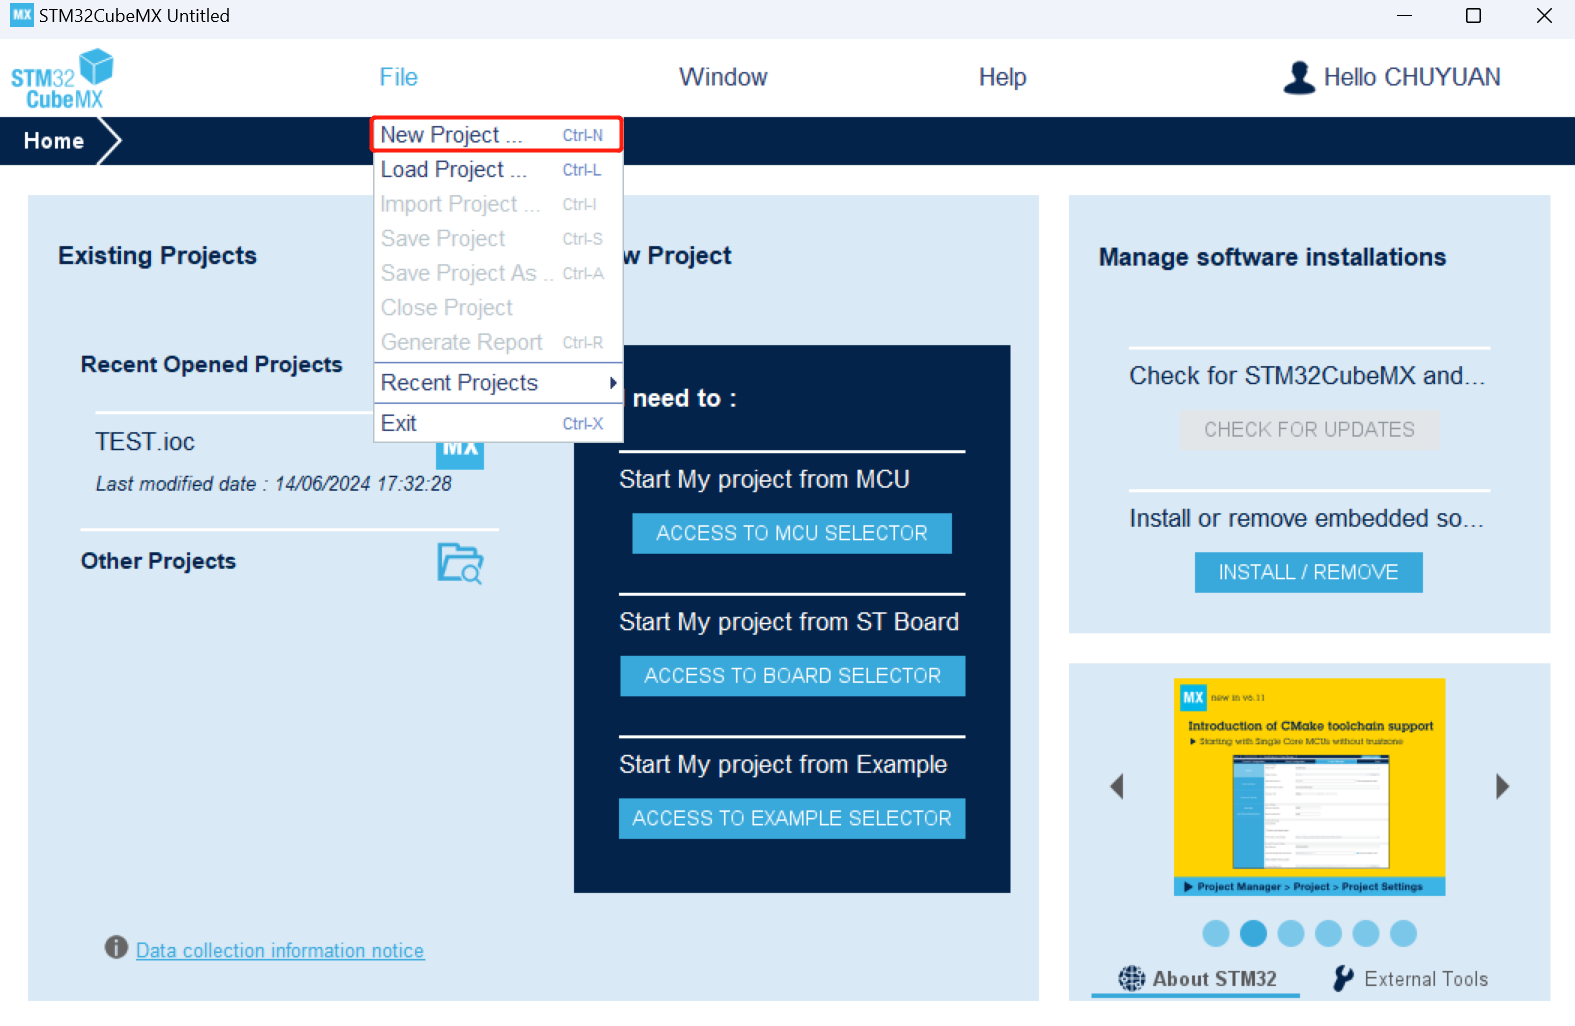 MX STM32CubeMX Untitled
STM32
CubeMX
File
Window
Help
Hello CHUYUAN
Home
New Project ... Ctrl-N
Load Project ... Ctrl-L
Import Project ... Ctrl-I
Save Project Ctrl-S
Save Project As .. Ctrl-A
Close Project
Generate Report Ctrl-R
Recent Projects
Exit Ctrl-X
Existing Projects
Recent Opened Projects
TEST.ioc
MX
Last modified date : 14/06/2024 17:32:28
Other Projects
Data collection information notice
w Project
need to :
Start My project from MCU
ACCESS TO MCU SELECTOR
Start My project from ST Board
ACCESS TO BOARD SELECTOR
Start My project from Example
ACCESS TO EXAMPLE SELECTOR
Manage software installations
Check for STM32CubeMX and...
CHECK FOR UPDATES
Install or remove embedded so...
INSTALL / REMOVE
MX new in v6.11
Introduction of CMake toolchain support
Starting with Single Core MCUs without trustzone
Project Manager > Project > Project Settings
About STM32
External Tools